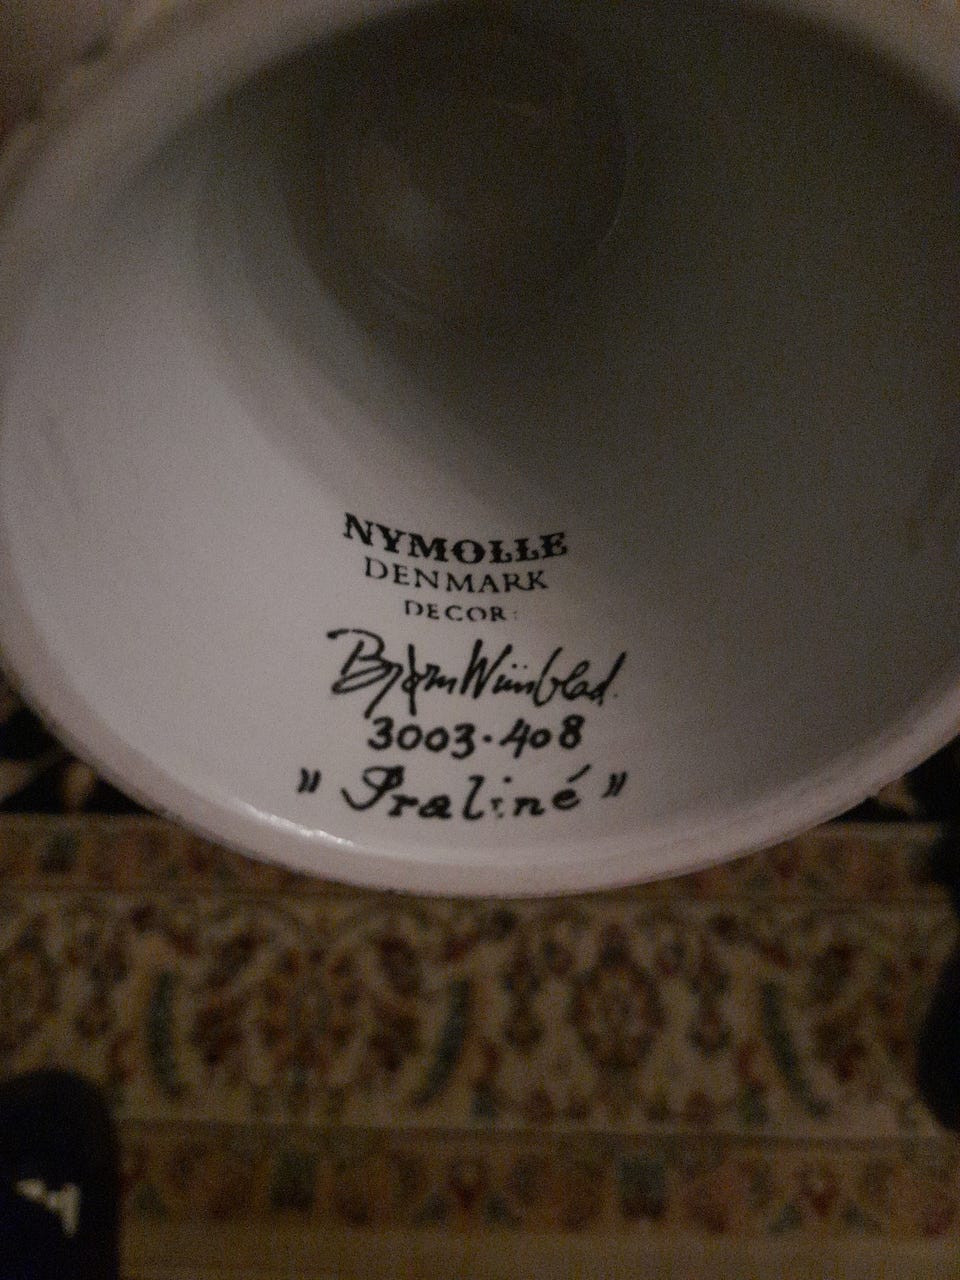 NYMOLLE
DENMARK
DECOR:
Bjørn Wiinblad.
3003·408
"Praliné"